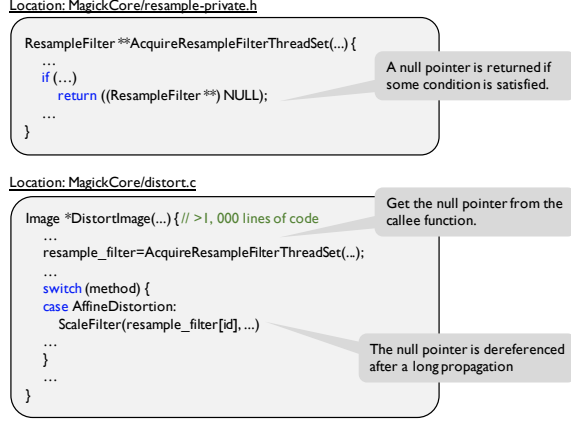 Location: MagickCore/resample-private.h
ResampleFilter **AcquireResampleFilterThreadSet(...) {
…
if (…)
return ((ResampleFilter **) NULL);
…
}
A null pointer is returned if
some condition is satisfied.
Location: MagickCore/distort.c
Image *DistortImage(...) { // >1, 000 lines of code
…
resample_filter=AcquireResampleFilterThreadSet(...);
…
switch (method) {
case AffineDistortion:
ScaleFilter(resample_filter[id], ...)
…
}
…
}
Get the null pointer from the
callee function.
The null pointer is dereferenced
after a long propagation